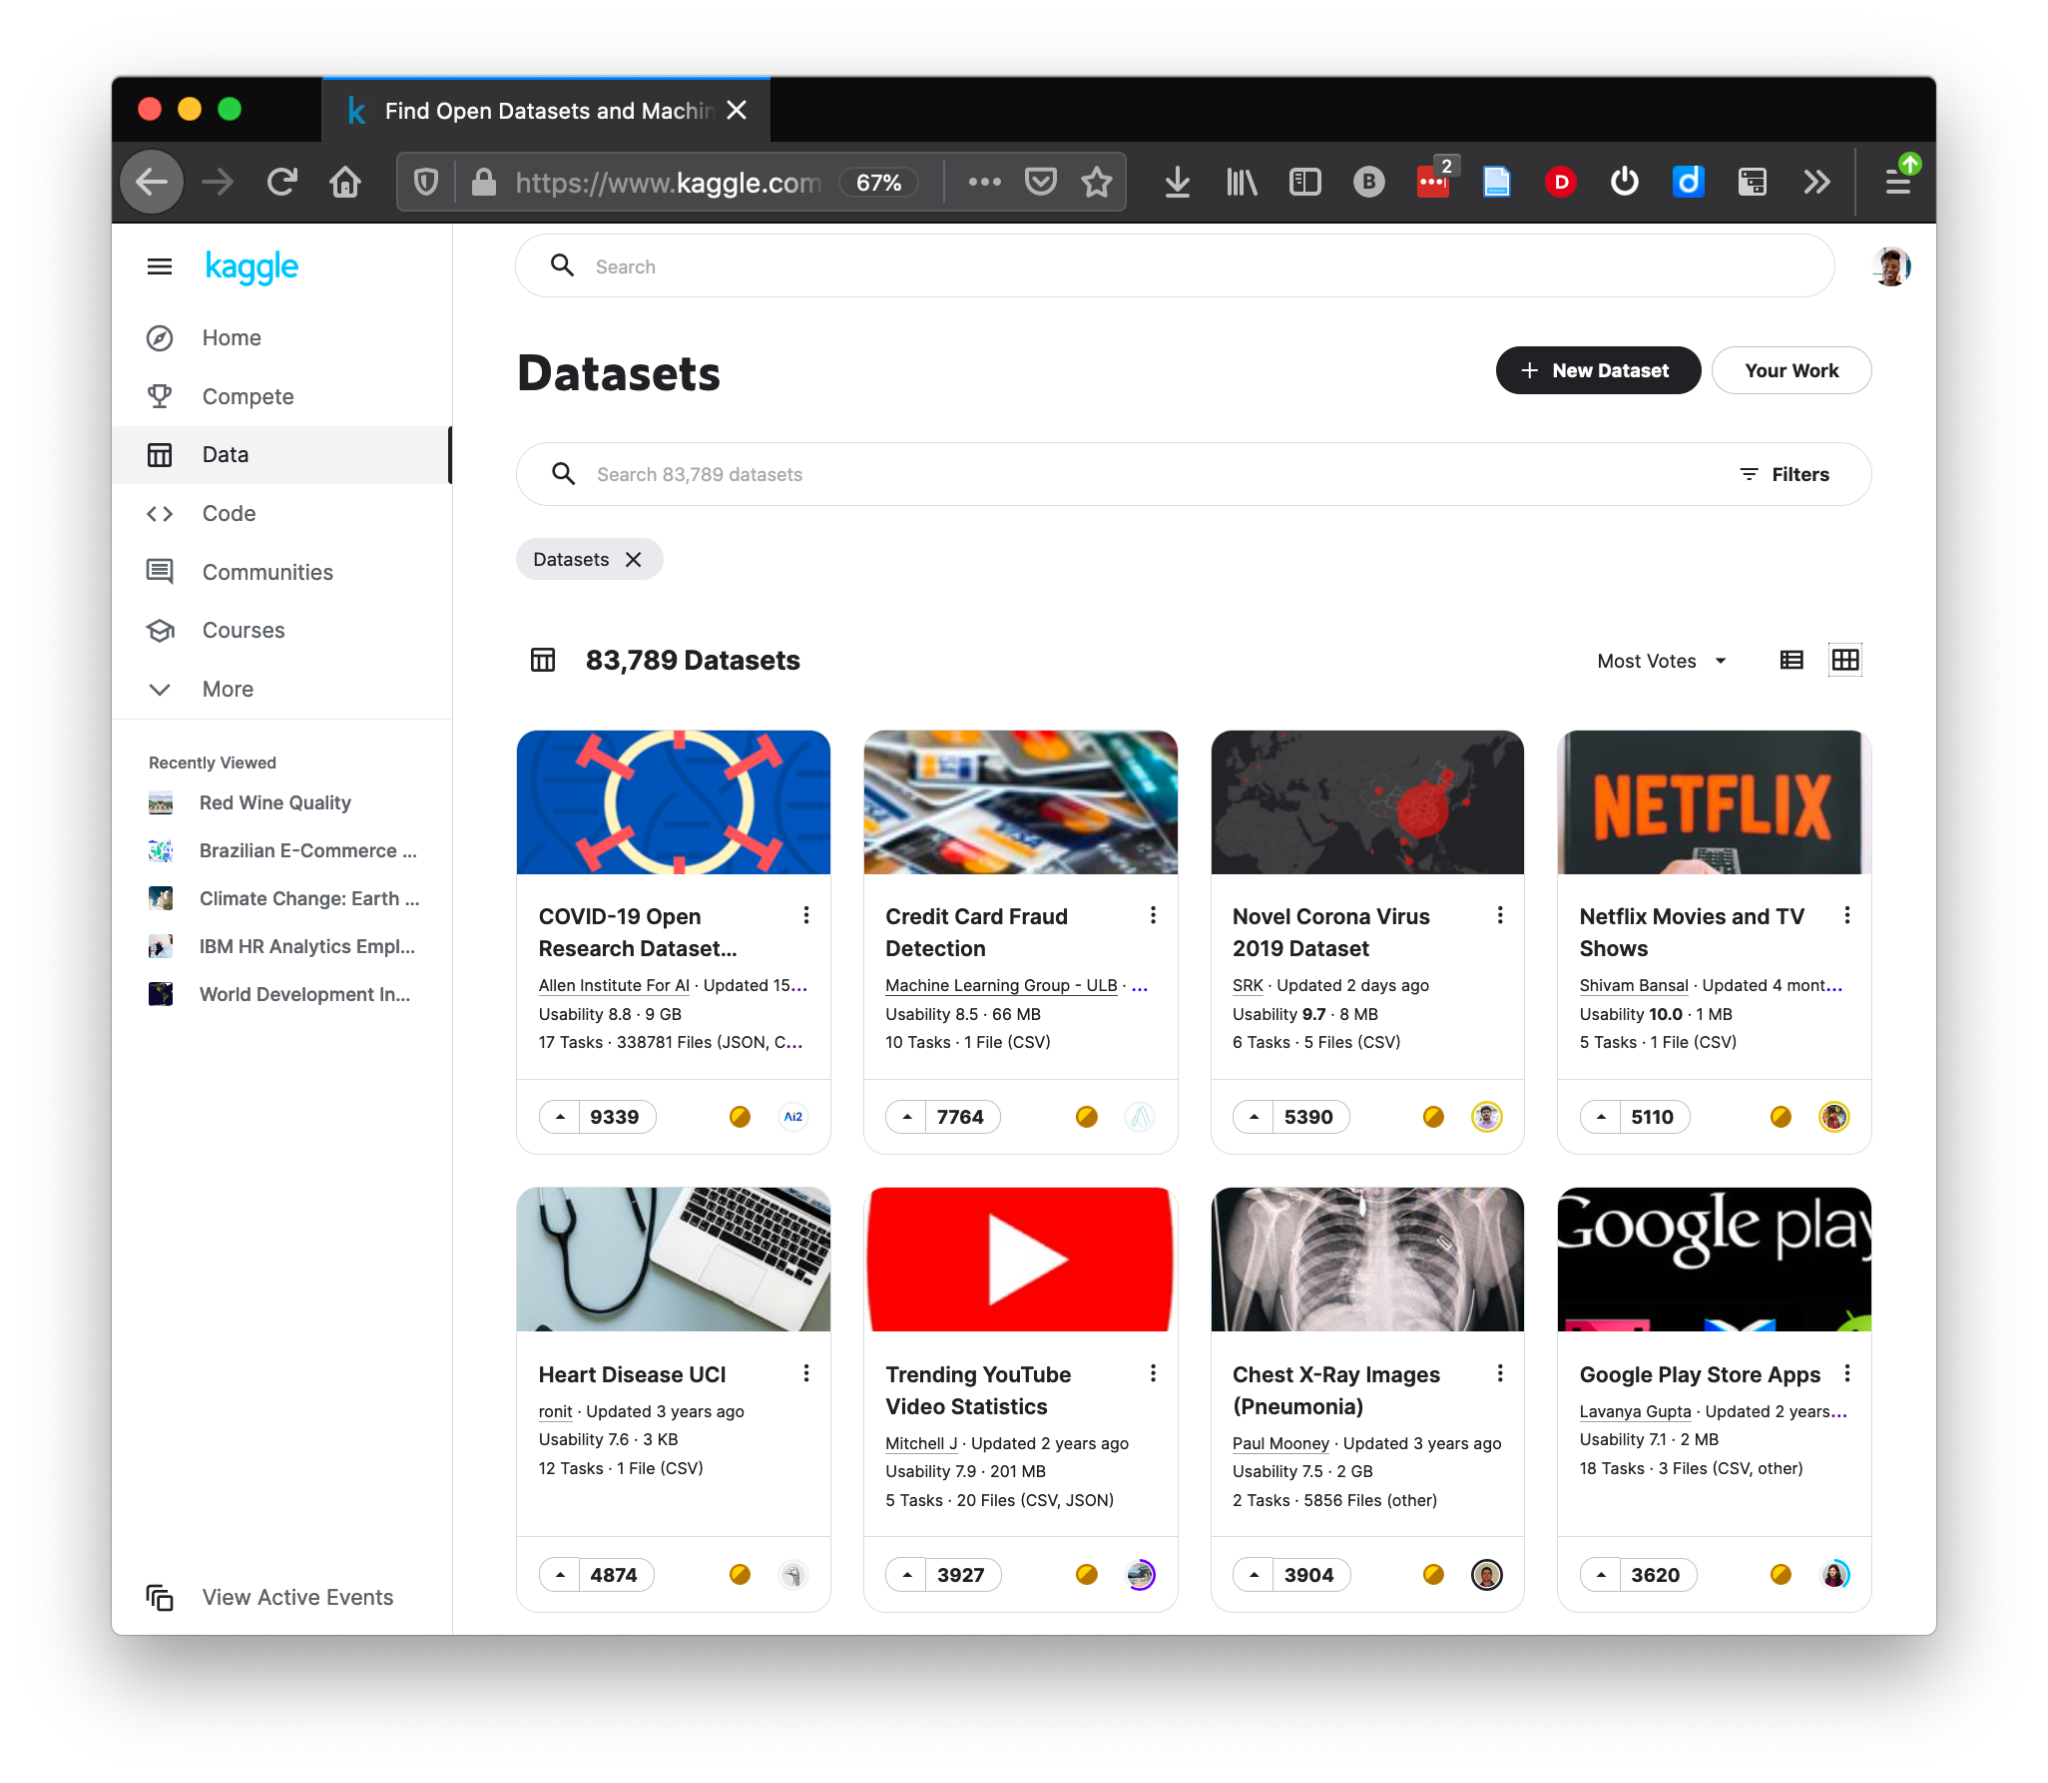 k Find Open Datasets and Machin
https://www.kaggle.com 67% B 2 D d
kaggle
Search
Home
Compete
Data
Code
Communities
Courses
More
Recently Viewed
Red Wine Quality
Brazilian E-Commerce ...
Climate Change: Earth ...
IBM HR Analytics Empl...
World Development In...
View Active Events
Datasets
+ New Dataset
Your Work
Search 83,789 datasets
Filters
Datasets
83,789 Datasets
Most Votes
COVID-19 Open
Research Dataset...
Allen Institute For AI · Updated 15...
Usability 8.8 · 9 GB
17 Tasks · 338781 Files (JSON, C...
9339
Ai2
VISA
Credit Card Fraud
Detection
Machine Learning Group - ULB · ...
Usability 8.5 · 66 MB
10 Tasks · 1 File (CSV)
7764
Novel Corona Virus
2019 Dataset
SRK · Updated 2 days ago
Usability 9.7 · 8 MB
6 Tasks · 5 Files (CSV)
5390
NETFLIX
Netflix Movies and TV
Shows
Shivam Bansal · Updated 4 mont...
Usability 10.0 · 1 MB
5 Tasks · 1 File (CSV)
5110
Heart Disease UCI
ronit · Updated 3 years ago
Usability 7.6 · 3 KB
12 Tasks · 1 File (CSV)
4874
Trending YouTube
Video Statistics
Mitchell J · Updated 2 years ago
Usability 7.9 · 201 MB
5 Tasks · 20 Files (CSV, JSON)
3927
Chest X-Ray Images
(Pneumonia)
Paul Mooney · Updated 3 years ago
Usability 7.5 · 2 GB
2 Tasks · 5856 Files (other)
3904
Google play
Google Play Store Apps
Lavanya Gupta · Updated 2 years...
Usability 7.1 · 2 MB
18 Tasks · 3 Files (CSV, other)
3620